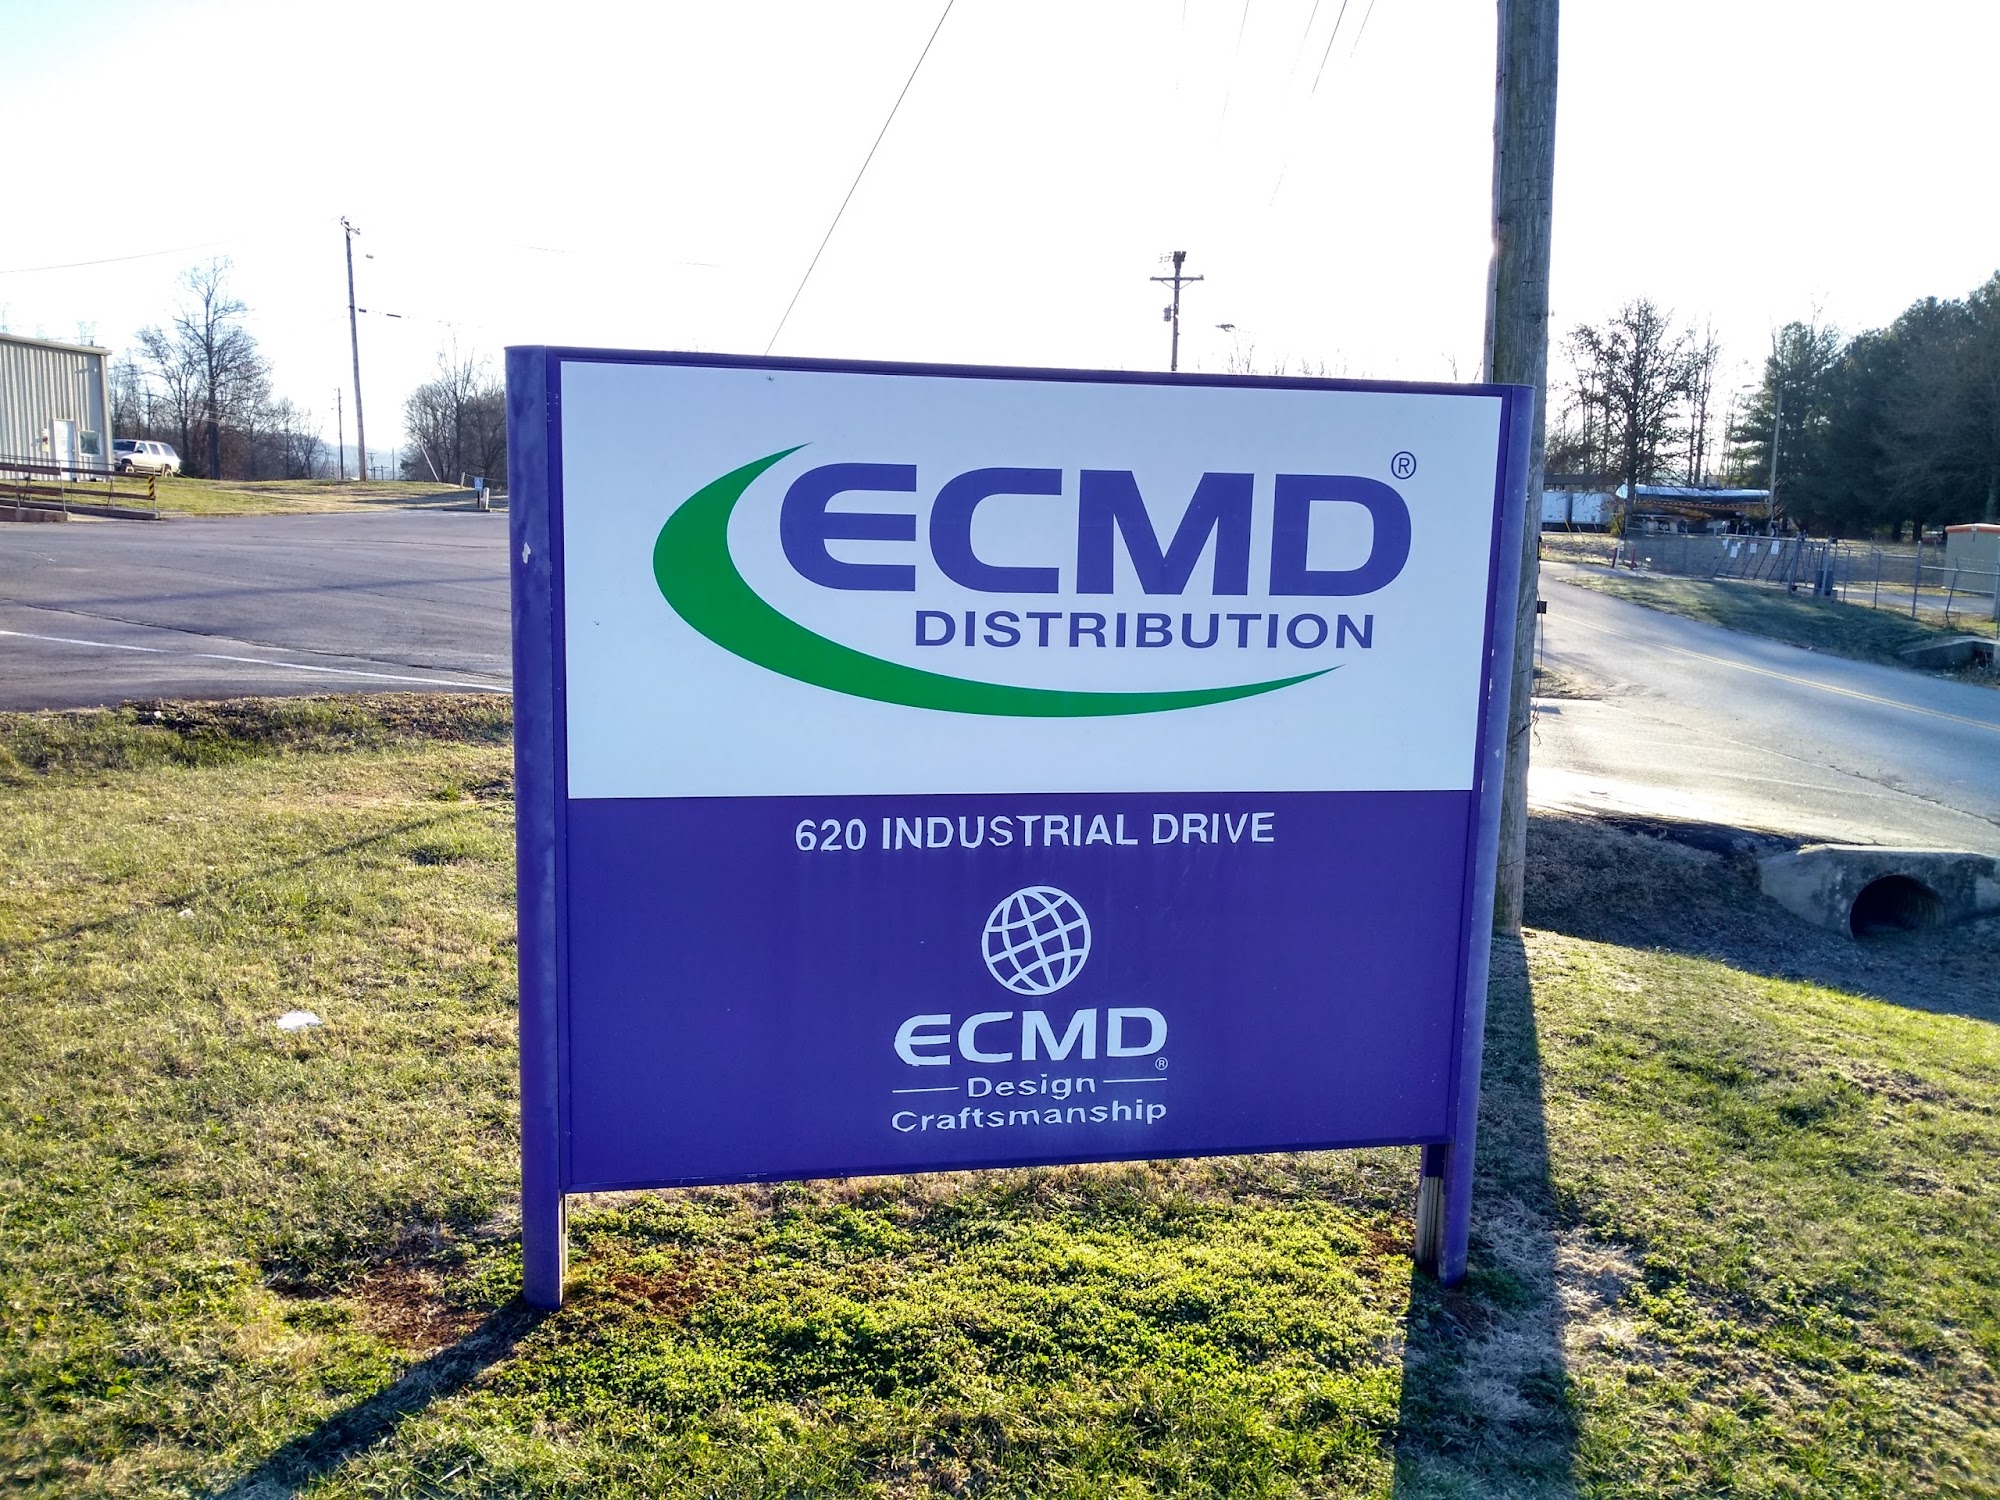 ECMD®
DISTRIBUTION
620 INDUSTRIAL DRIVE
ECMD®
Design
Craftsmanship